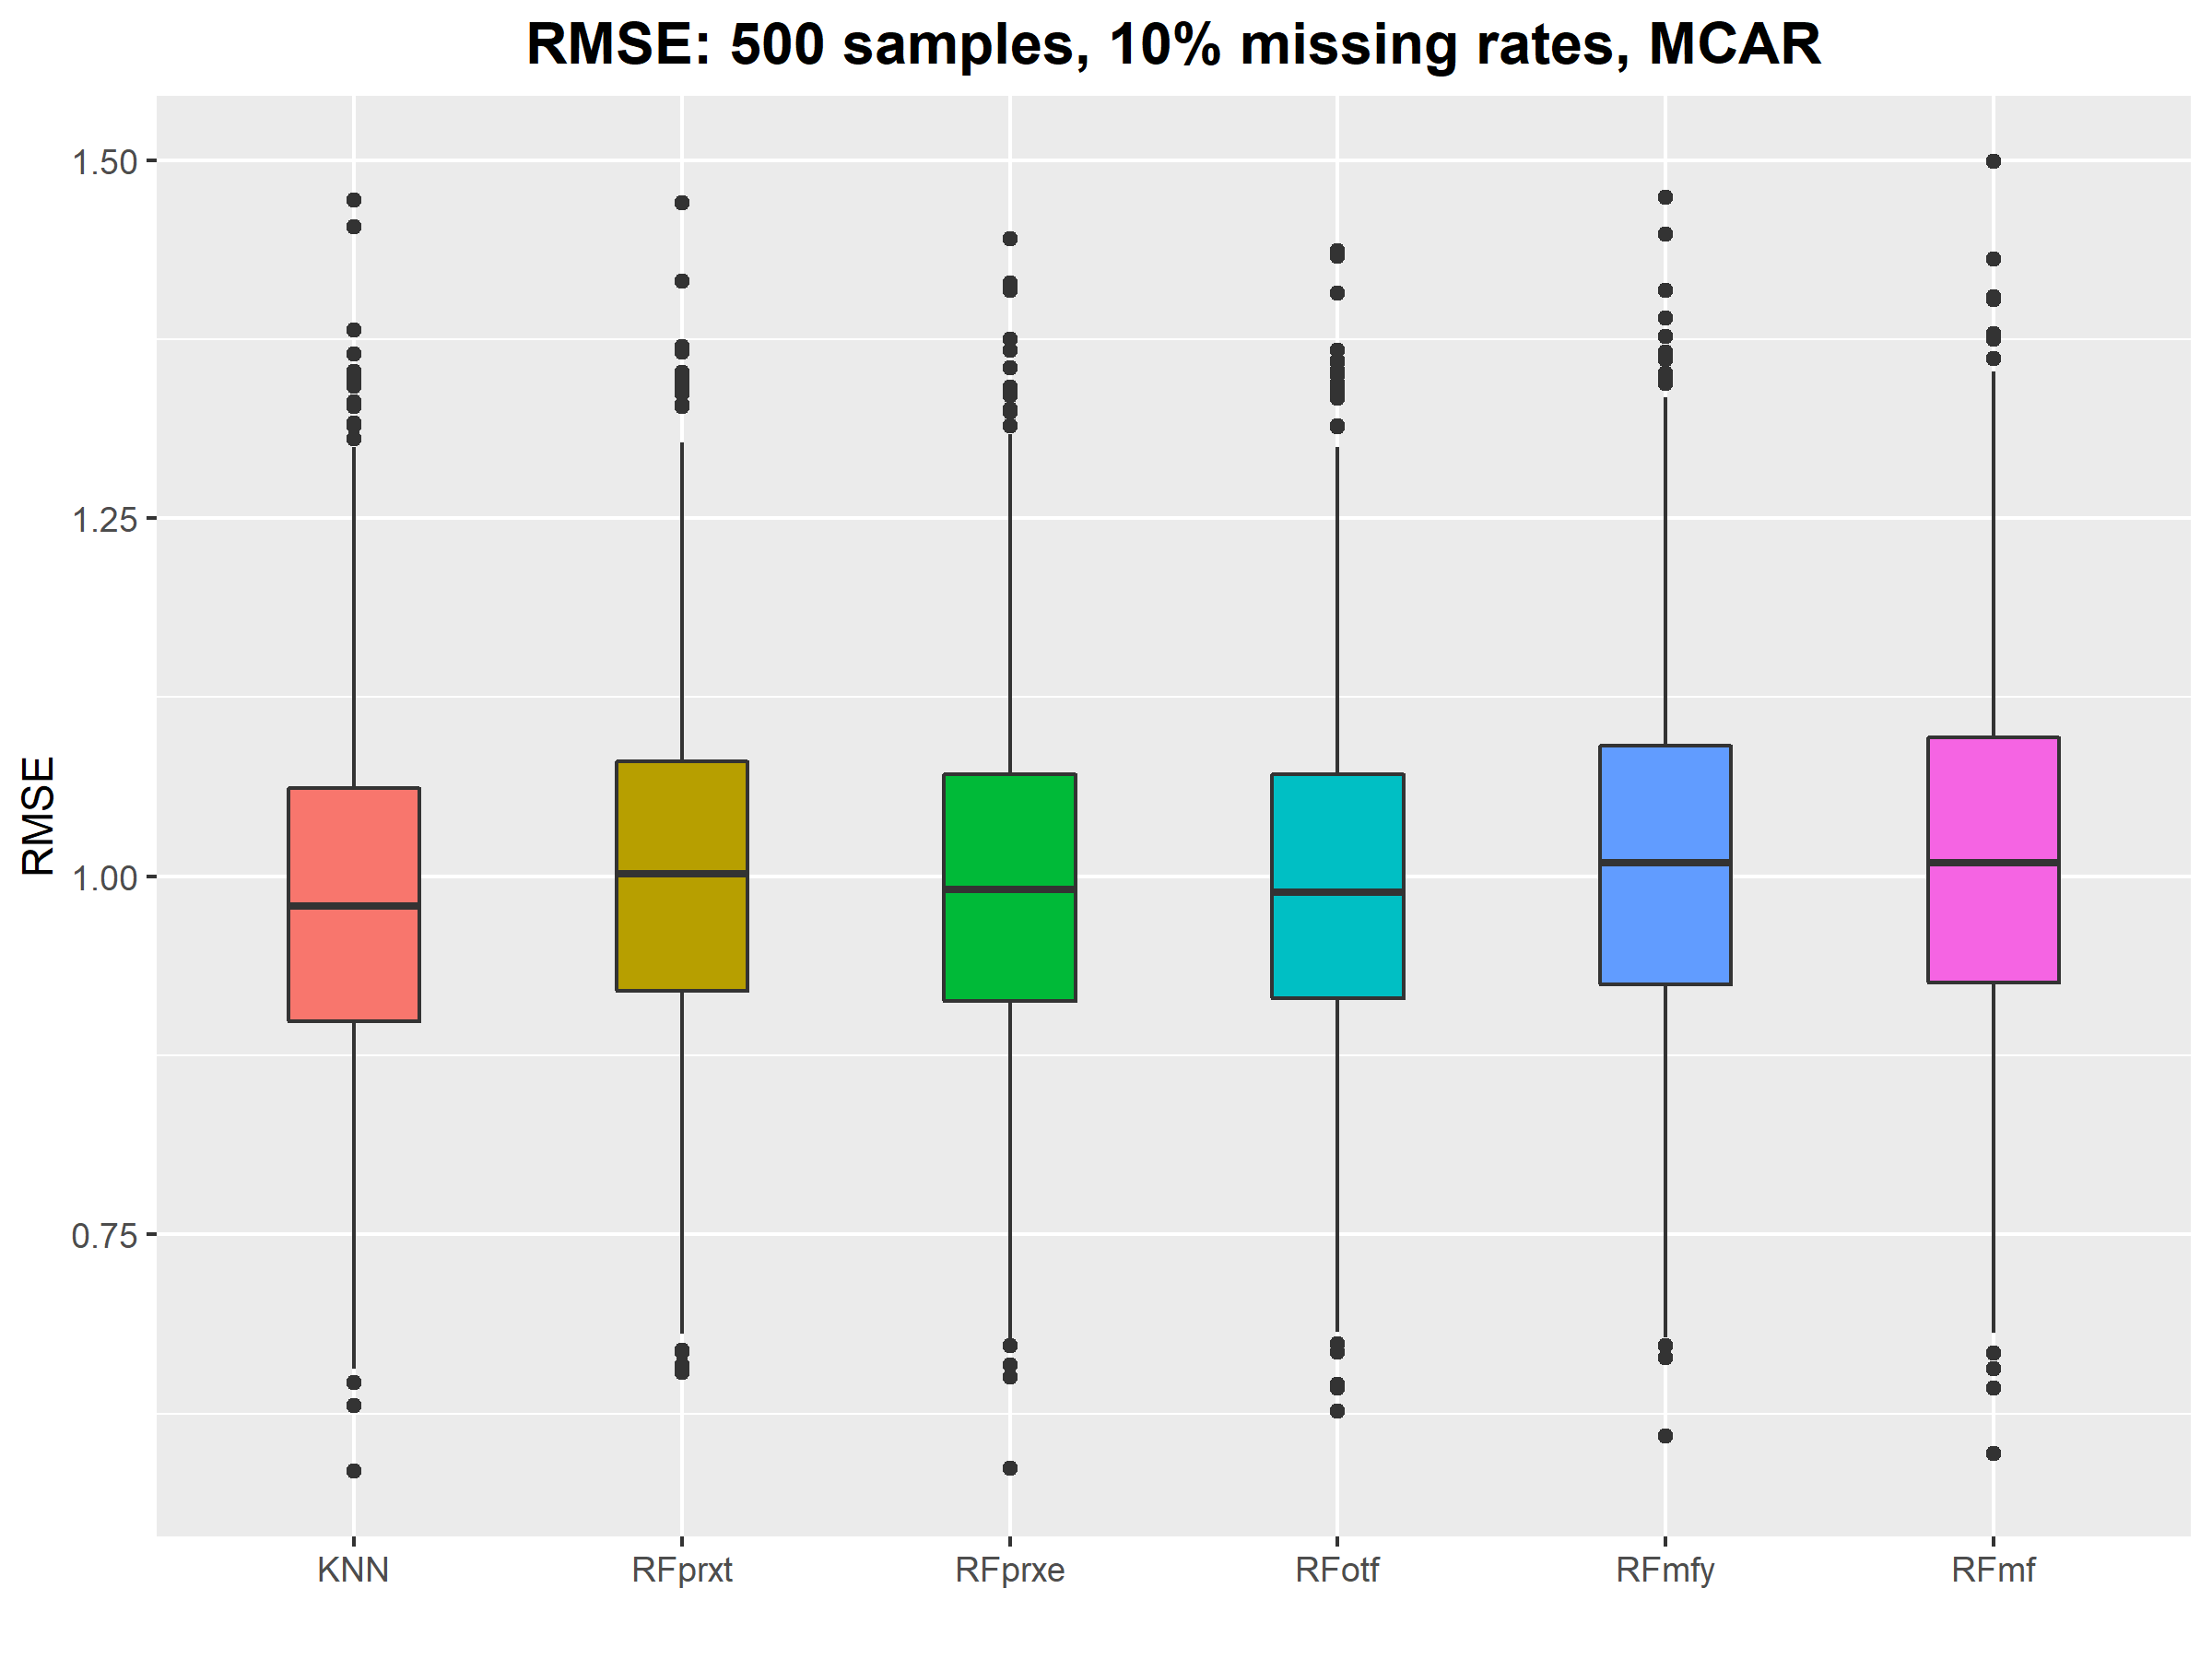 RMSE: 500 samples, 10% missing rates, MCAR
RMSE
1.50
1.25
1.00
0.75
KNN RFprxt RFprxe RFotf RFmfy RFmf